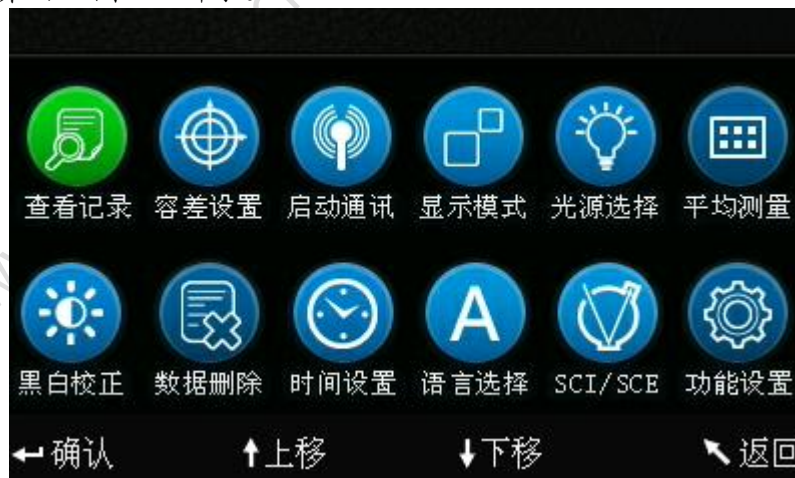 查看记录 容差设置 启动通讯 显示模式 光源选择 平均测量
A
黑白校正 数据删除 时间设置 语言选择 SCI/SCE 功能设置
确认 上移 下移 返回